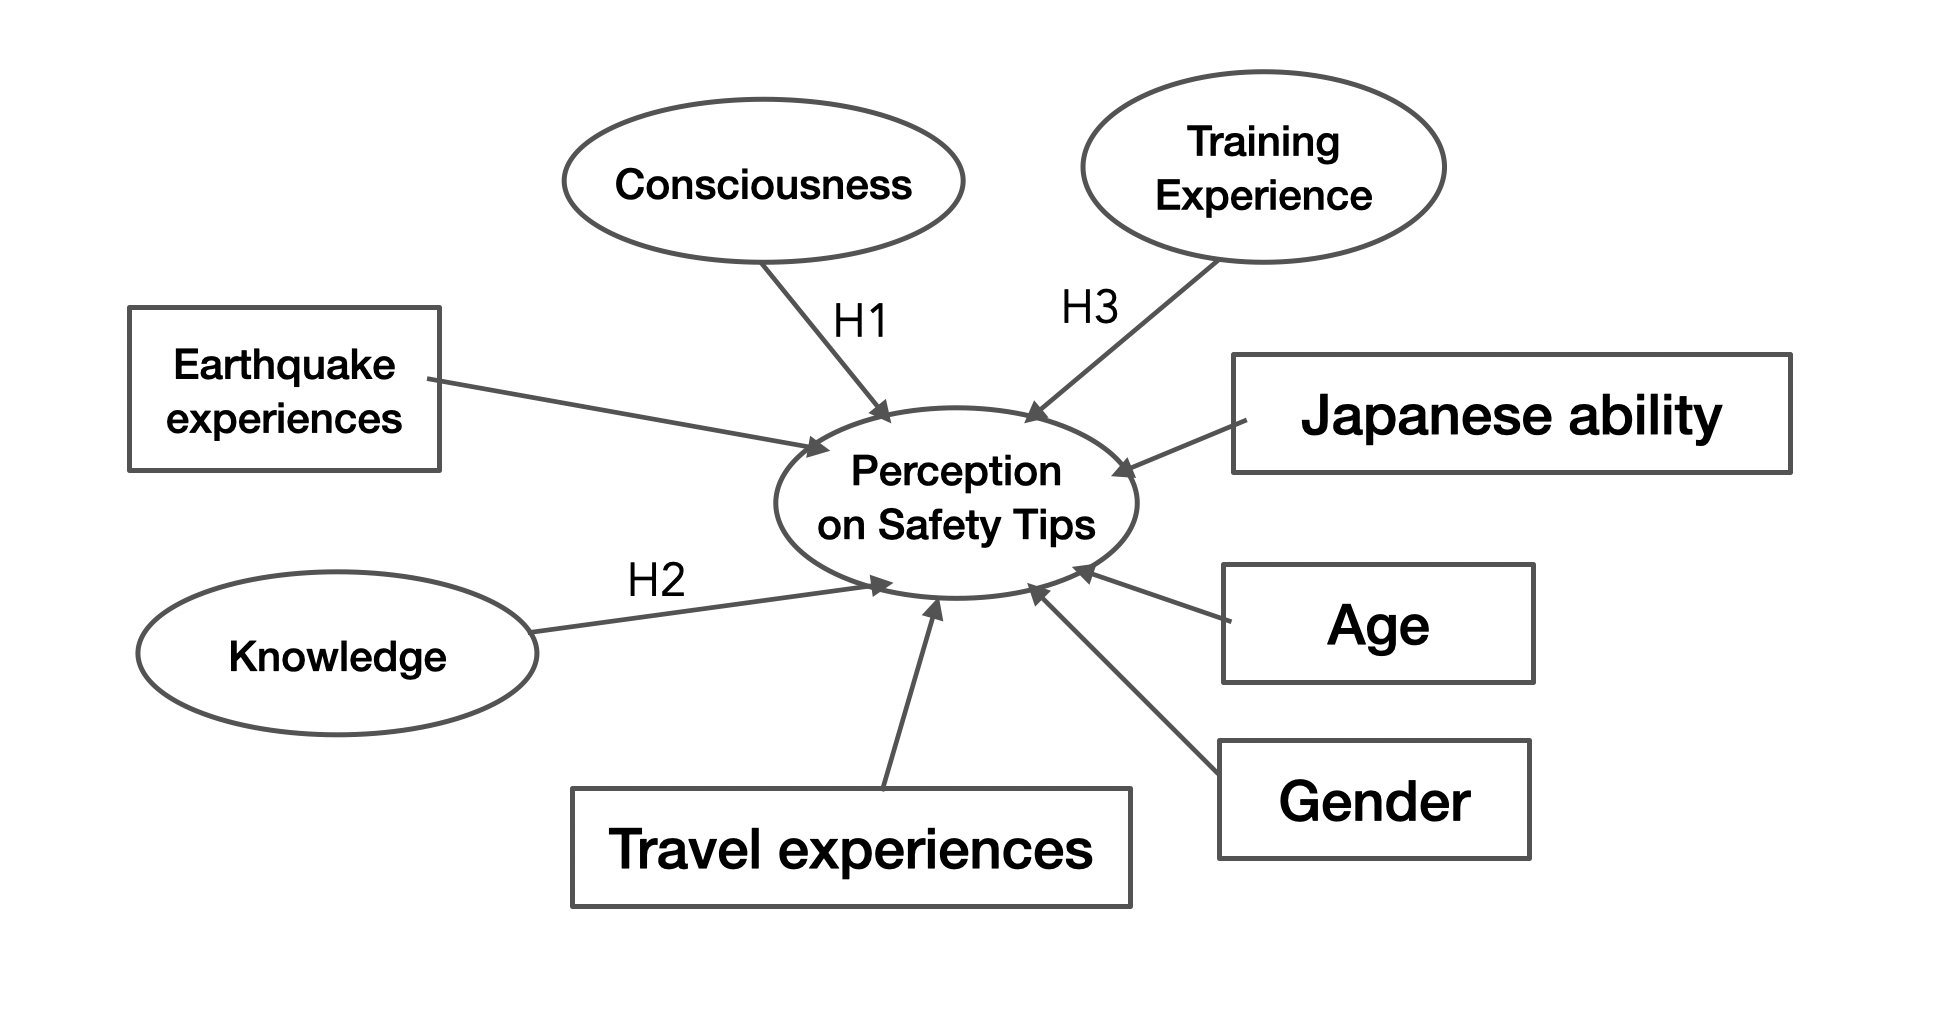 Consciousness
Training
Experience
H1
H3
Earthquake
experiences
Japanese ability
Perception
on Safety Tips
H2
Knowledge
Age
Gender
Travel experiences